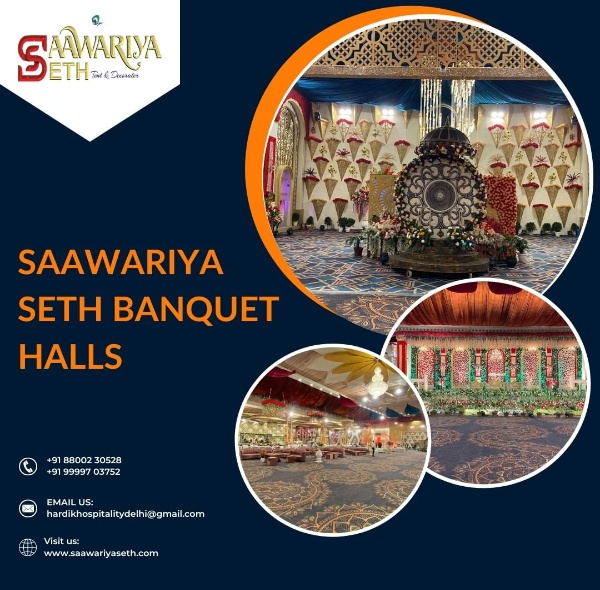 SAAWARIYA
SETH Tent & Decorater
SAAWARIYA
SETH BANQUET
HALLS
+91 88002 30528
+91 99997 03752
EMAIL US:
hardikhospitalitydelhi@gmail.com
Visit us:
www.saawariyaseth.com